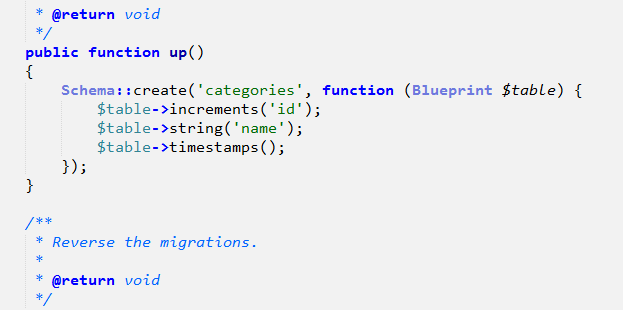 * @return void
*/
public function up()
{
Schema::create('categories', function (Blueprint $table) {
$table->increments('id');
$table->string('name');
$table->timestamps();
});
}
/**
* Reverse the migrations.
*
* @return void
*/